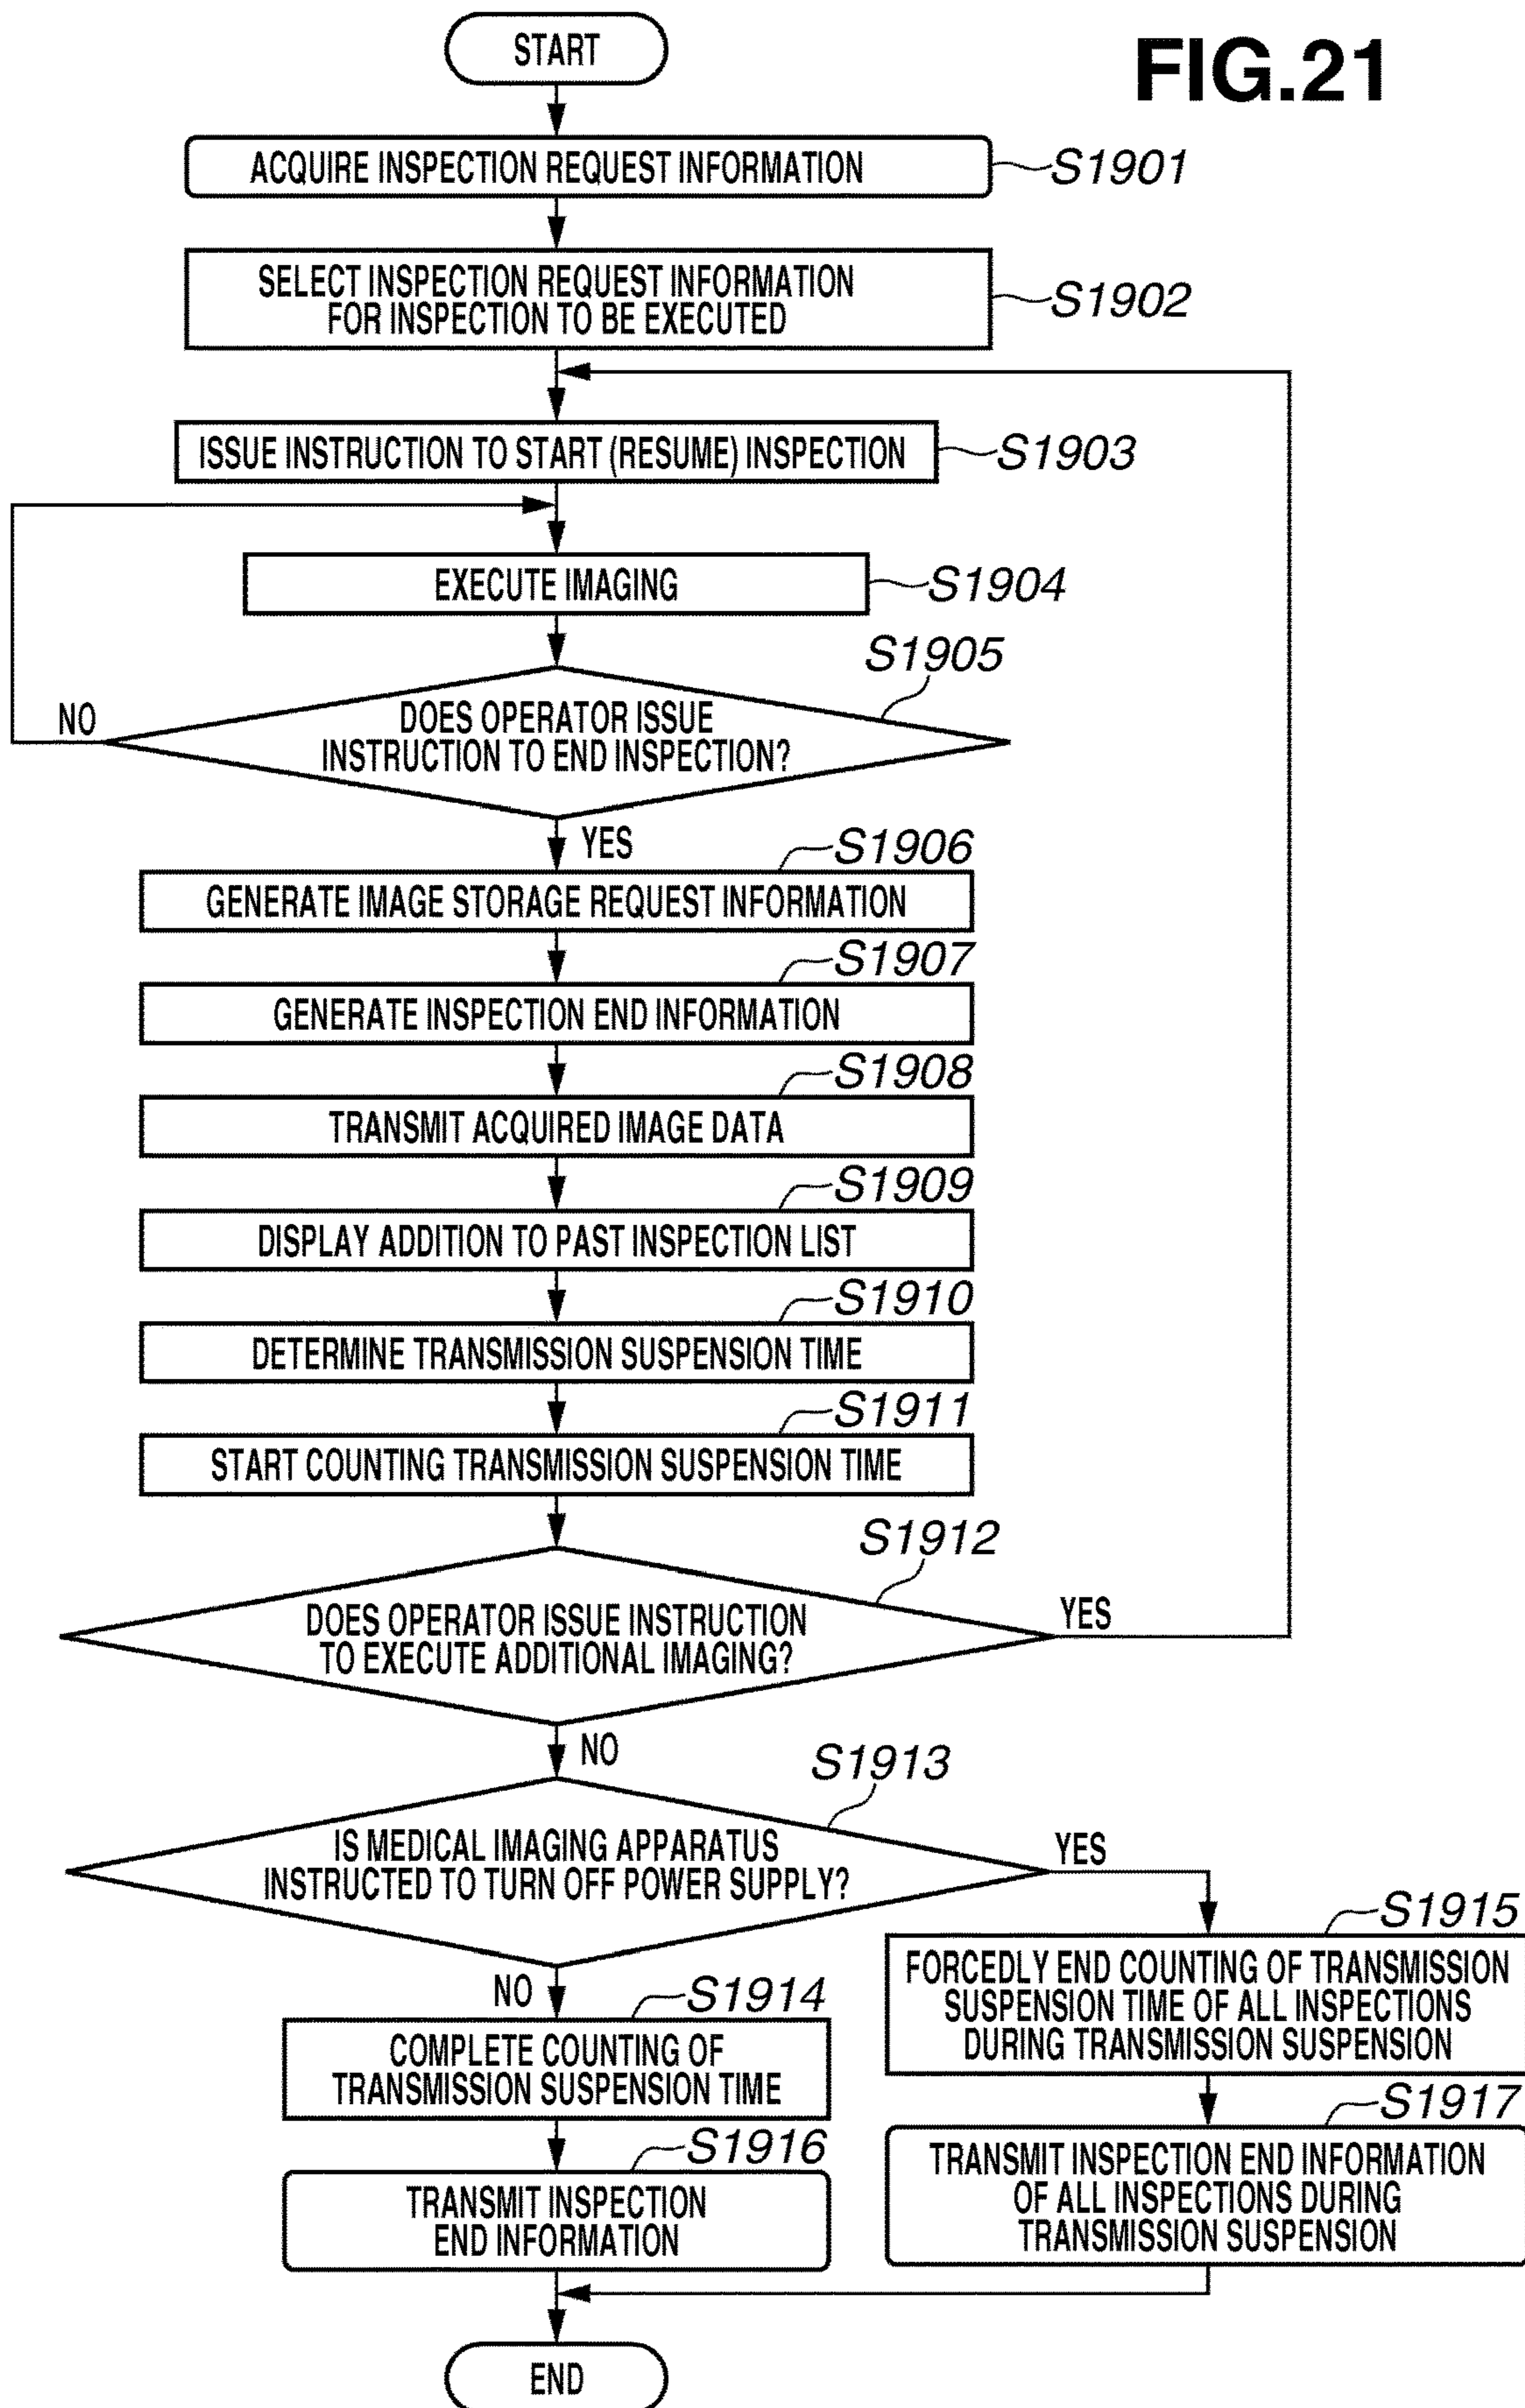 FIG.21
START
ACQUIRE INSPECTION REQUEST INFORMATION
S1901
SELECT INSPECTION REQUEST INFORMATION
FOR INSPECTION TO BE EXECUTED
S1902
ISSUE INSTRUCTION TO START (RESUME) INSPECTION
S1903
EXECUTE IMAGING
S1904
S1905
DOES OPERATOR ISSUE
INSTRUCTION TO END INSPECTION?
NO
YES
S1906
GENERATE IMAGE STORAGE REQUEST INFORMATION
S1907
GENERATE INSPECTION END INFORMATION
S1908
TRANSMIT ACQUIRED IMAGE DATA
S1909
DISPLAY ADDITION TO PAST INSPECTION LIST
S1910
DETERMINE TRANSMISSION SUSPENSION TIME
S1911
START COUNTING TRANSMISSION SUSPENSION TIME
S1912
DOES OPERATOR ISSUE INSTRUCTION
TO EXECUTE ADDITIONAL IMAGING?
YES
NO
S1913
IS MEDICAL IMAGING APPARATUS
INSTRUCTED TO TURN OFF POWER SUPPLY?
YES
NO
S1914
COMPLETE COUNTING OF
TRANSMISSION SUSPENSION TIME
S1915
FORCEDLY END COUNTING OF TRANSMISSION
SUSPENSION TIME OF ALL INSPECTIONS
DURING TRANSMISSION SUSPENSION
S1916
TRANSMIT INSPECTION
END INFORMATION
S1917
TRANSMIT INSPECTION END INFORMATION
OF ALL INSPECTIONS DURING
TRANSMISSION SUSPENSION
END